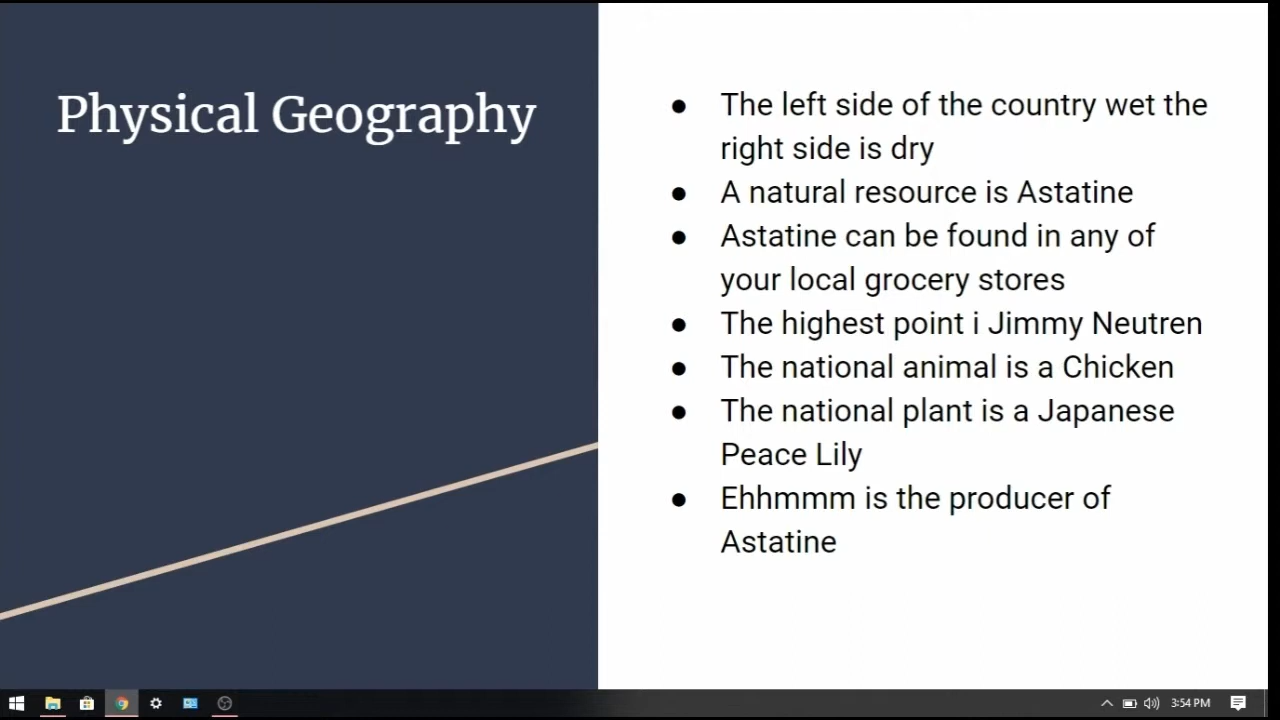 Physical Geography
● The left side of the country wet the
right side is dry
● A natural resource is Astatine
● Astatine can be found in any of
your local grocery stores
● The highest point i Jimmy Neutren
● The national animal is a Chicken
● The national plant is a Japanese
Peace Lily
● Ehhmmm is the producer of
Astatine
3:54 PM